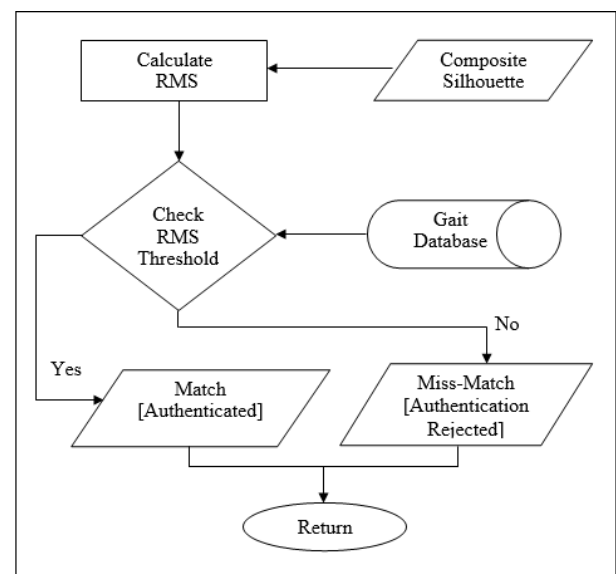 Calculate
RMS
Composite
Silhouette
Check
RMS
Threshold
Gait
Database
No
Yes
Match
[Authenticated]
Miss-Match
[Authentication
Rejected]
Return